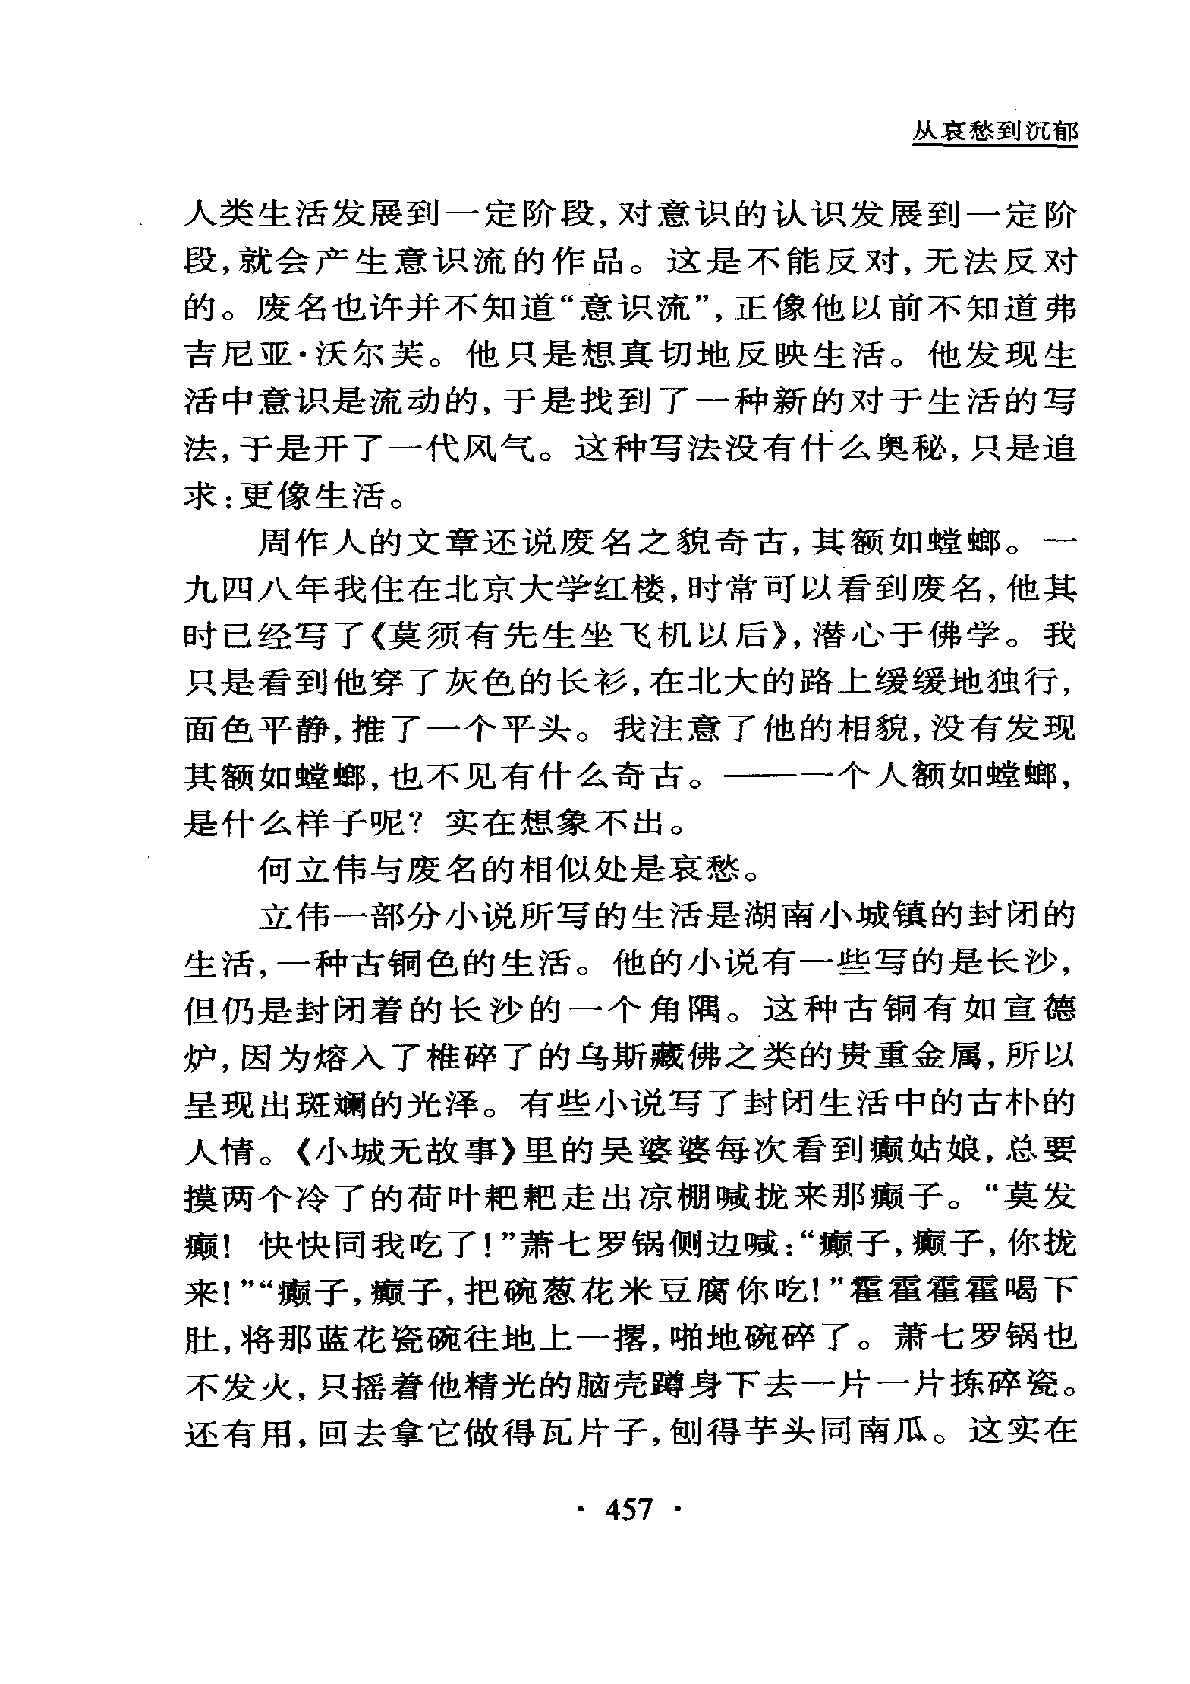 从哀愁到沉郁
人类生活发展到一定阶段,对意识的认识发展到一定阶
段,就会产生意识流的作品。这是不能反对,无法反对
的。废名也许并不知道“意识流”,正像他以前不知道弗
吉尼亚·沃尔芙。他只是想真切地反映生活。他发现生
活中意识是流动的,于是找到了一种新的对于生活的写
法,于是开了一代风气。这种写法没有什么奥秘,只是追
求:更像生活。
周作人的文章还说废名之貌奇古,其额如螳螂。一
九四八年我住在北京大学红楼,时常可以看到废名,他其
时已经写了《莫须有先生坐飞机以后》,潜心于佛学。我
只是看到他穿了灰色的长衫,在北大的路上缓缓地独行,
面色平静,推了一个平头。我注意了他的相貌,没有发现
其额如螳螂,也不见有什么奇古。——一个人额如螳螂,
是什么样子呢?实在想象不出。
何立伟与废名的相似处是哀愁。
立伟一部分小说所写的生活是湖南小城镇的封闭的
生活,一种古铜色的生活。他的小说有一些写的是长沙,
但仍是封闭着的长沙的一个角隅。这种古铜有如宣德
炉,因为熔入了椎碎了的乌斯藏佛之类的贵重金属,所以
呈现出斑斓的光泽。有些小说写了封闭生活中的古朴的
人情。《小城无故事》里的吴婆婆每次看到癫姑娘,总要
摸两个冷了的荷叶粑粑走出凉棚喊拢来那癫子。“莫发
癫!快快同我吃了!”萧七罗锅侧边喊:“癫子,癫子,你拢
来!”“癫子,癫子,把碗葱花米豆腐你吃!”霍霍霍霍喝下
肚,将那蓝花瓷碗往地上一撂,啪地碗碎了。萧七罗锅也
不发火,只摇着他精光的脑壳蹲身下去一片一片拣碎瓷。
还有用,回去拿它做得瓦片子,刨得芋头同南瓜。这实在
· 457 ·